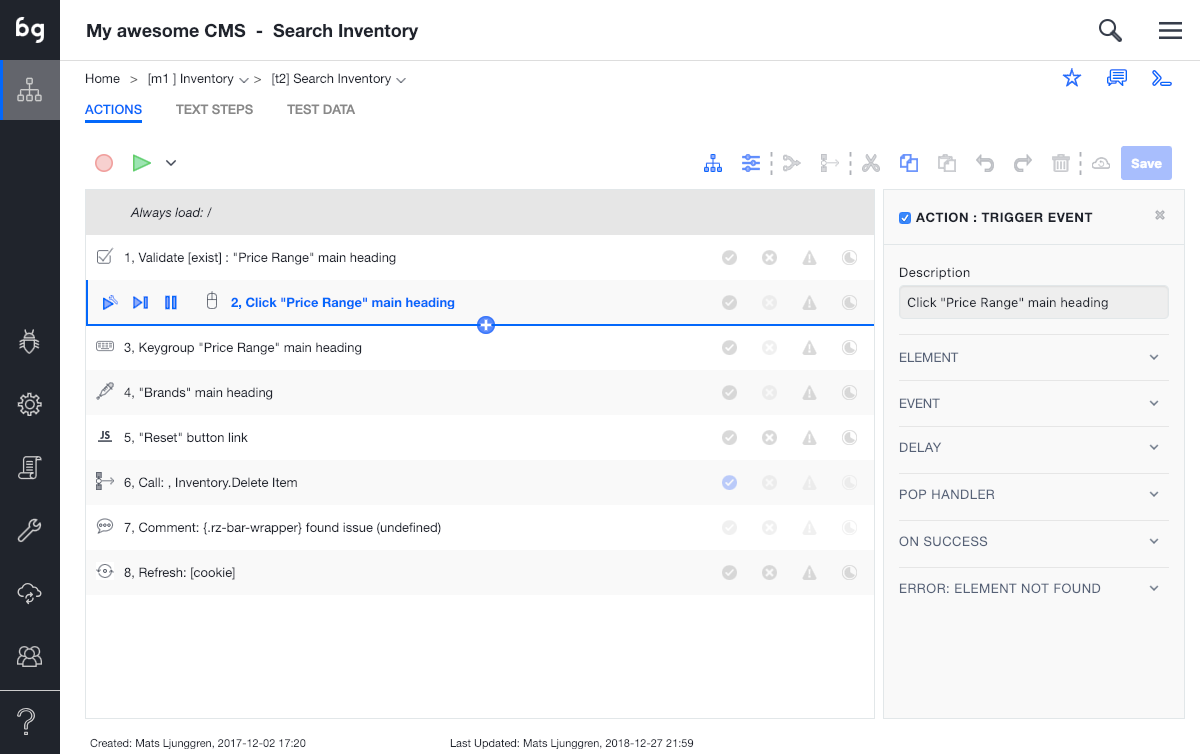 bg
My awesome CMS - Search Inventory
Home > [m1 ] Inventory > [t2] Search Inventory
ACTIONS TEXT STEPS TEST DATA
Save
Always load: /
1, Validate [exist] : "Price Range" main heading
2, Click "Price Range" main heading
3, Keygroup "Price Range" main heading
4, "Brands" main heading
JS 5, "Reset" button link
6, Call: , Inventory.Delete Item
7, Comment: {.rz-bar-wrapper} found issue (undefined)
8, Refresh: [cookie]
ACTION : TRIGGER EVENT
Description
Click "Price Range" main heading
ELEMENT
EVENT
DELAY
POP HANDLER
ON SUCCESS
ERROR: ELEMENT NOT FOUND
Created: Mats Ljunggren, 2017-12-02 17:20
Last Updated: Mats Ljunggren, 2018-12-27 21:59